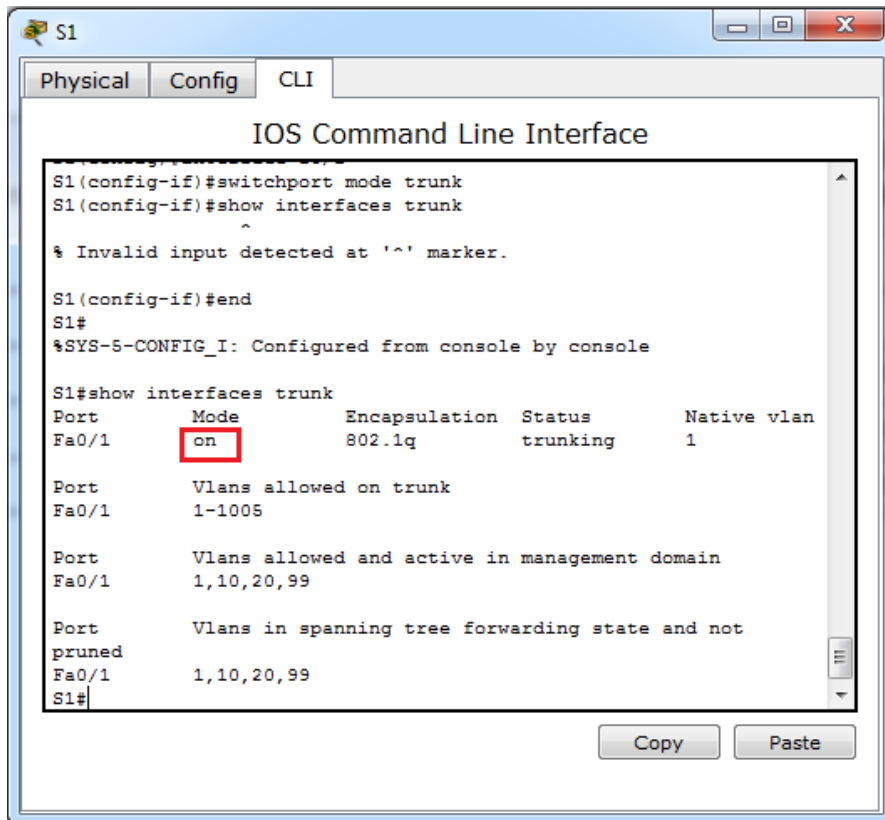 S1
Physical Config CLI
IOS Command Line Interface
S1(config-if)#switchport mode trunk
S1(config-if)#show interfaces trunk
^
% Invalid input detected at '^' marker.
S1(config-if)#end
S1#
%SYS-5-CONFIG_I: Configured from console by console
S1#show interfaces trunk
Port Mode Encapsulation Status Native vlan
Fa0/1 on 802.1q trunking 1
Port Vlans allowed on trunk
Fa0/1 1-1005
Port Vlans allowed and active in management domain
Fa0/1 1,10,20,99
Port Vlans in spanning tree forwarding state and not
pruned
Fa0/1 1,10,20,99
S1#
Copy Paste